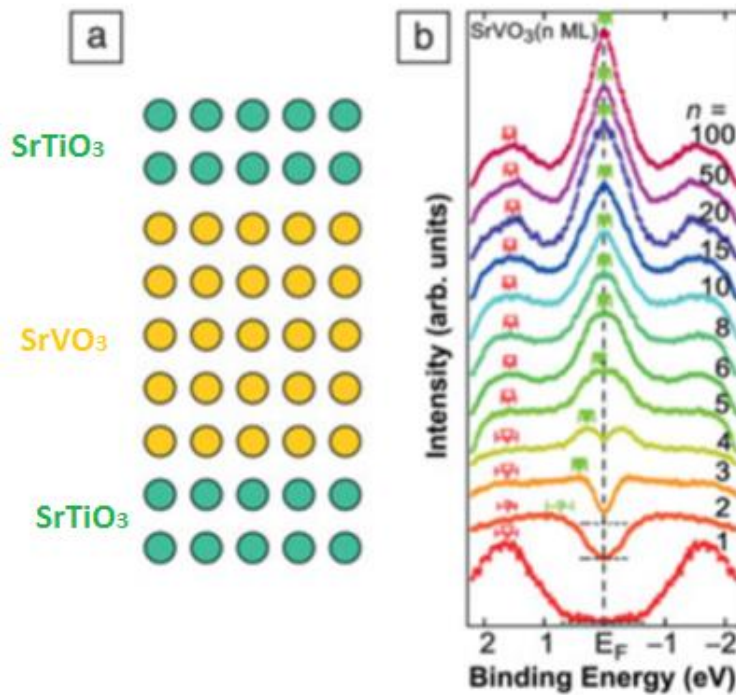 a
SrTiO₃
SrVO₃
SrTiO₃
b
SrVO₃(n ML)
n =
100
50
20
15
10
8
6
5
4
3
2
1
Intensity (arb. units)
2 1 E_F −1 −2
Binding Energy (eV)